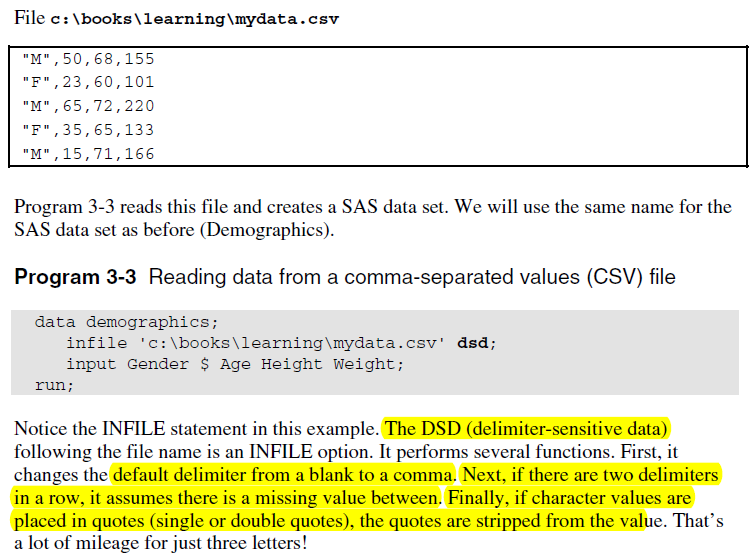 File c:\books\learning\mydata.csv
"M",50,68,155
"F",23,60,101
"M",65,72,220
"F",35,65,133
"M",15,71,166
Program 3-3 reads this file and creates a SAS data set. We will use the same name for the
SAS data set as before (Demographics).
Program 3-3 Reading data from a comma-separated values (CSV) file
data demographics;
infile 'c:\books\learning\mydata.csv' dsd;
input Gender $ Age Height Weight;
run;
Notice the INFILE statement in this example. The DSD (delimiter-sensitive data)
following the file name is an INFILE option. It performs several functions. First, it
changes the default delimiter from a blank to a comma. Next, if there are two delimiters
in a row, it assumes there is a missing value between. Finally, if character values are
placed in quotes (single or double quotes), the quotes are stripped from the value. That's
a lot of mileage for just three letters!